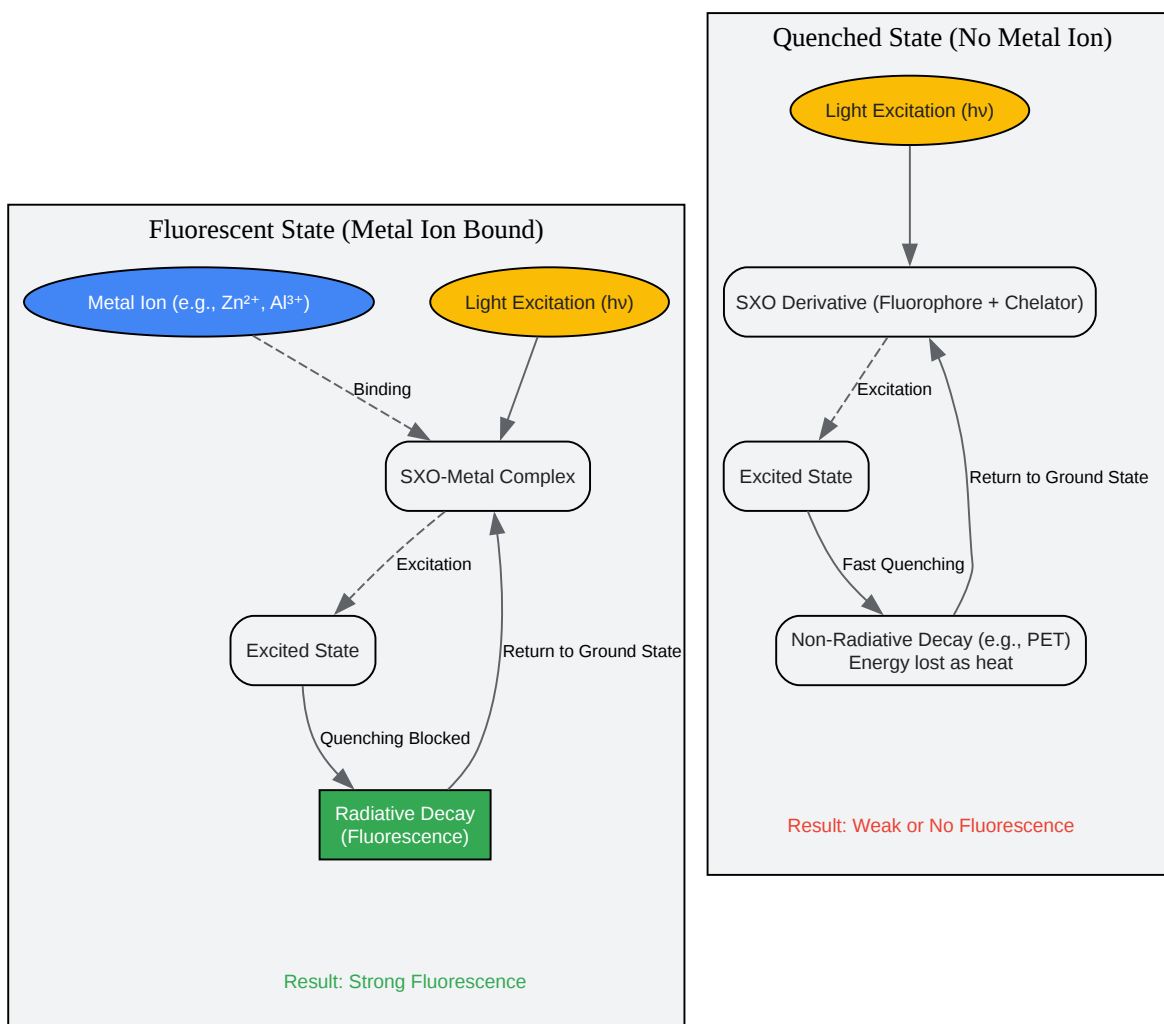 Fluorescent State (Metal Ion Bound)
Metal Ion (e.g., Zn²⁺, Al³⁺)
Light Excitation (hν)
Binding
SXO-Metal Complex
Excitation
Excited State
Return to Ground State
Quenching Blocked
Radiative Decay
(Fluorescence)
Result: Strong Fluorescence
Quenched State (No Metal Ion)
Light Excitation (hν)
SXO Derivative (Fluorophore + Chelator)
Excitation
Excited State
Return to Ground State
Fast Quenching
Non-Radiative Decay (e.g., PET)
Energy lost as heat
Result: Weak or No Fluorescence